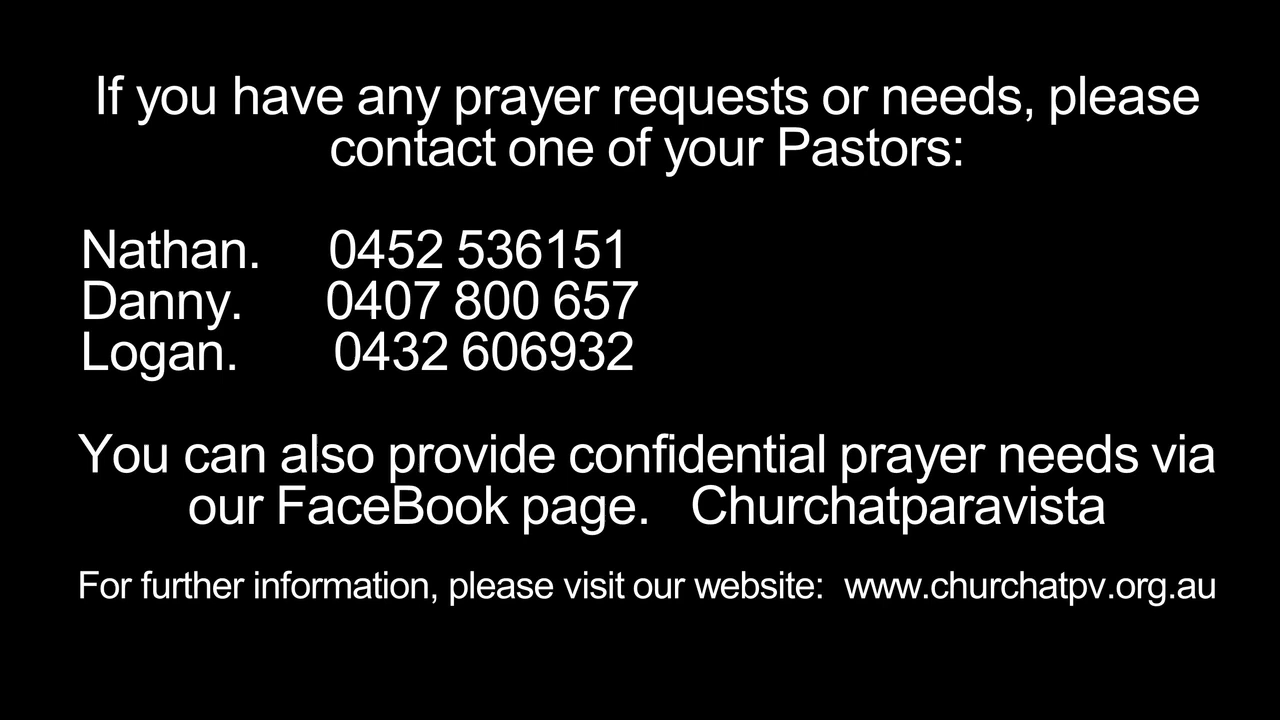 If you have any prayer requests or needs, please
contact one of your Pastors:
Nathan. 0452 536151
Danny. 0407 800 657
Logan. 0432 606932
You can also provide confidential prayer needs via
our FaceBook page. Churchatparavista
For further information, please visit our website: www.churchatpv.org.au